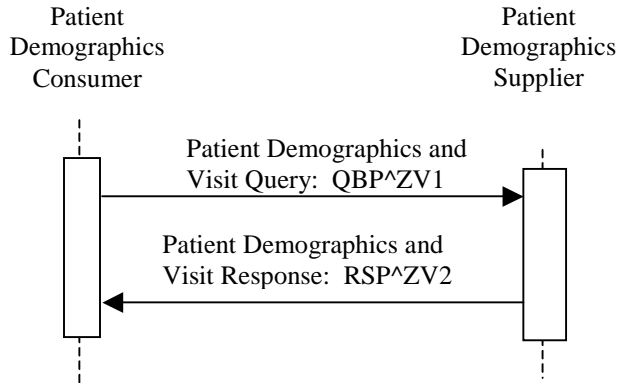 Patient
Demographics
Consumer
Patient
Demographics
Supplier
Patient Demographics and
Visit Query: QBP^ZV1
Patient Demographics and
Visit Response: RSP^ZV2